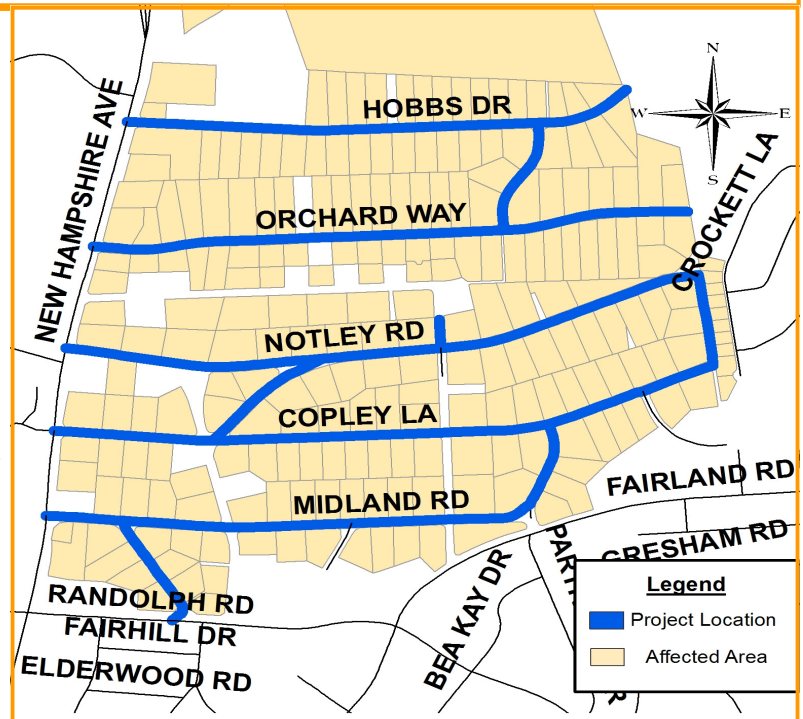 N
W
E
S
HOBBS DR
NEW HAMPSHIRE AVE
ORCHARD WAY
CROCKETT LA
NOTLEY RD
COPLEY LA
MIDLAND RD
FAIRLAND RD
GRESHAM RD
BEA KAY DR
RANDOLPH RD
FAIRHILL DR
ELDERWOOD RD
Legend
Project Location
Affected Area